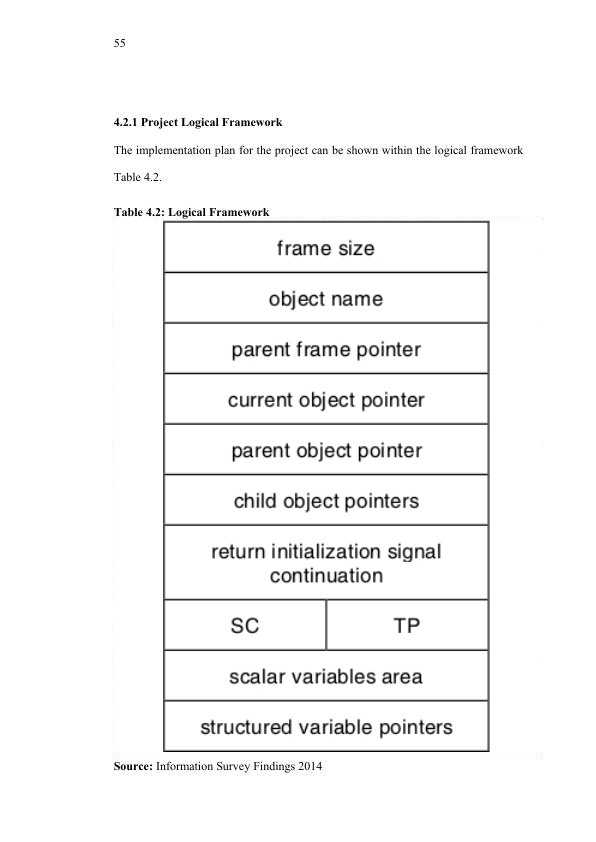 55
4.2.1 Project Logical Framework
The implementation plan for the project can be shown within the logical framework
Table 4.2.
Table 4.2: Logical Framework
frame size
object name
parent frame pointer
current object pointer
parent object pointer
child object pointers
return initialization signal
continuation
SC TP
scalar variables area
structured variable pointers
Source: Information Survey Findings 2014